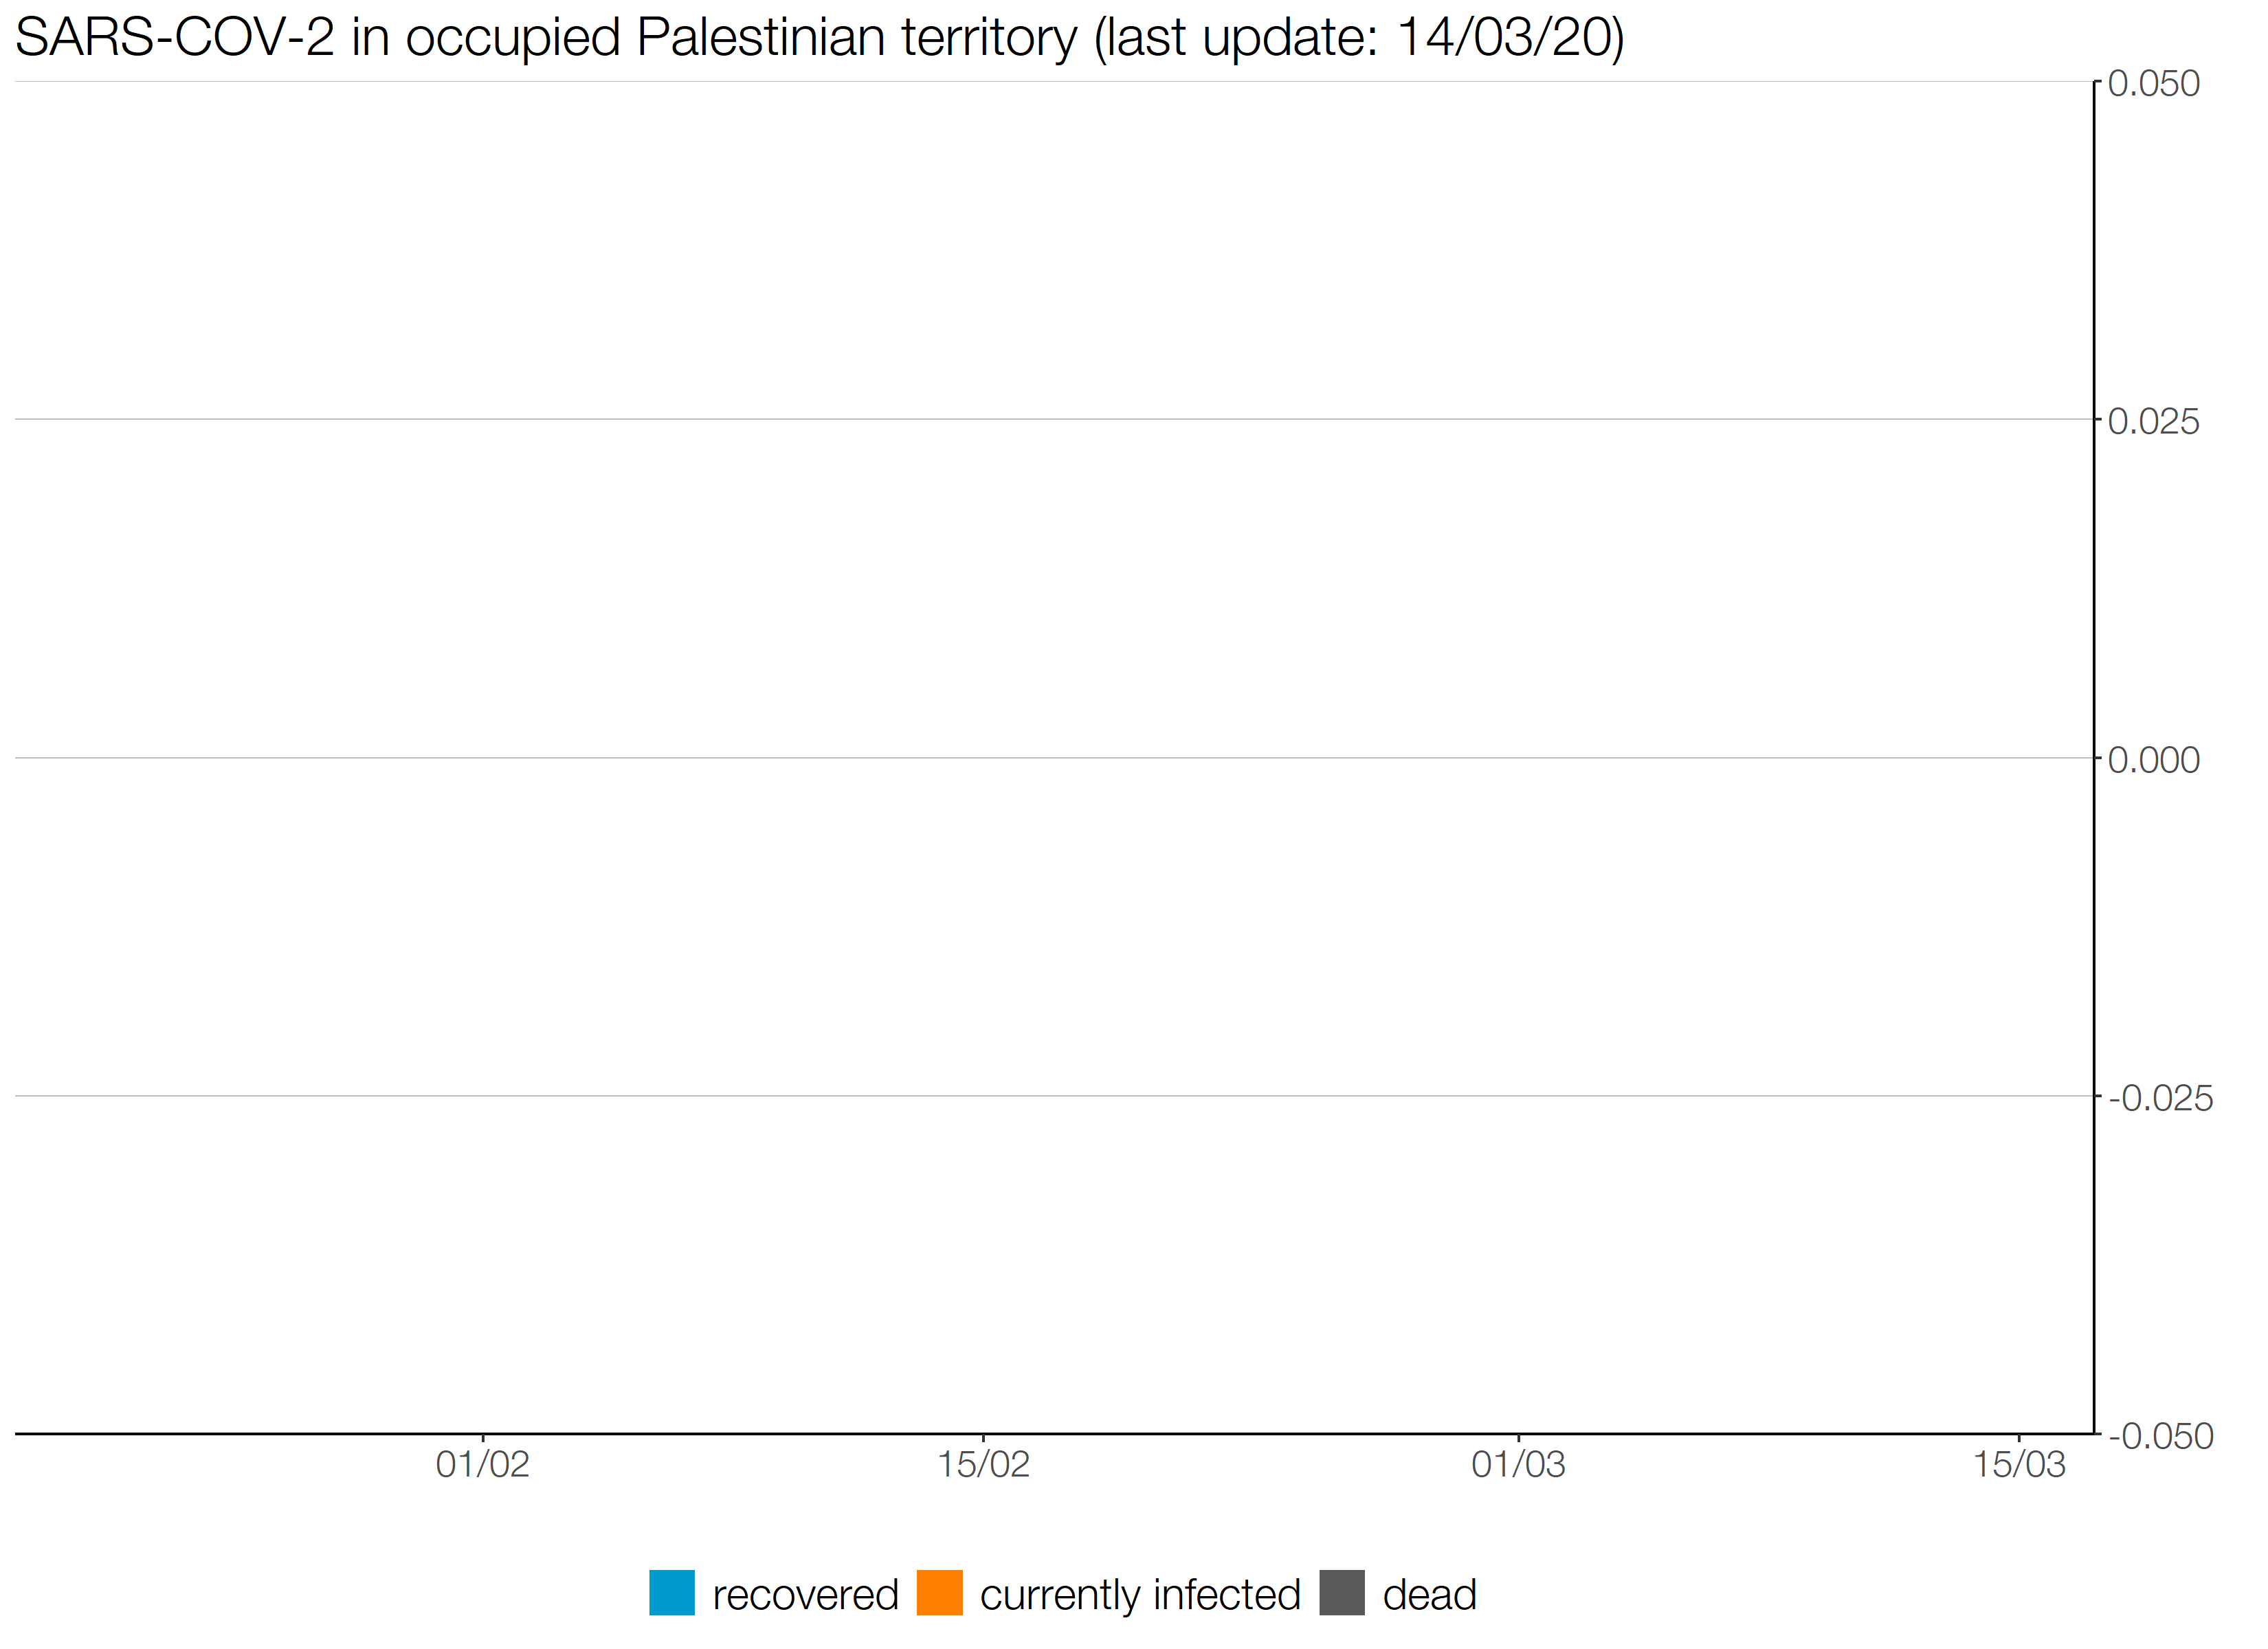 SARS-COV-2 in occupied Palestinian territory (last update: 14/03/20)
0.050
0.025
0.000
-0.025
-0.050
01/02 15/02 01/03 15/03
recovered currently infected dead